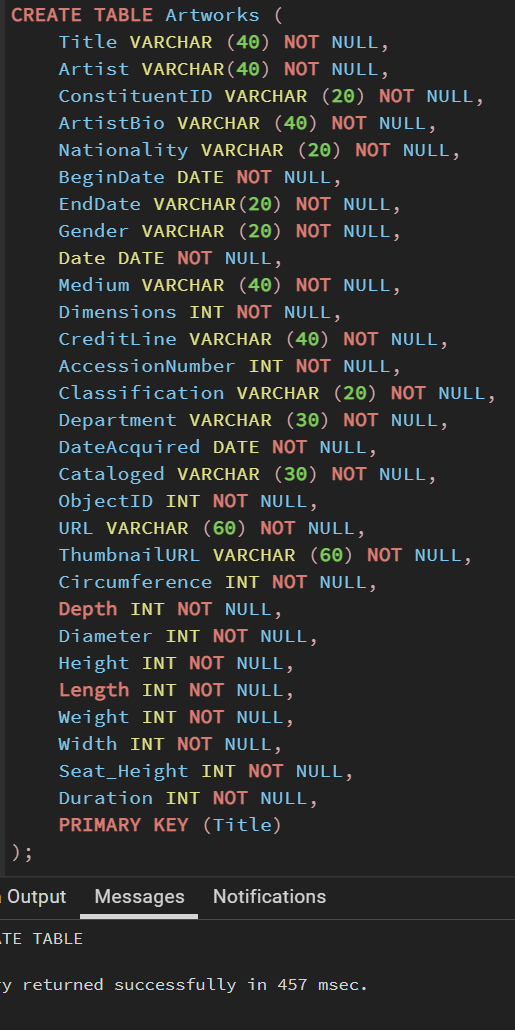 CREATE TABLE Artworks (
    Title VARCHAR (40) NOT NULL,
    Artist VARCHAR(40) NOT NULL,
    ConstituentID VARCHAR (20) NOT NULL,
    ArtistBio VARCHAR (40) NOT NULL,
    Nationality VARCHAR (20) NOT NULL,
    BeginDate DATE NOT NULL,
    EndDate VARCHAR(20) NOT NULL,
    Gender VARCHAR (20) NOT NULL,
    Date DATE NOT NULL,
    Medium VARCHAR (40) NOT NULL,
    Dimensions INT NOT NULL,
    CreditLine VARCHAR (40) NOT NULL,
    AccessionNumber INT NOT NULL,
    Classification VARCHAR (20) NOT NULL,
    Department VARCHAR (30) NOT NULL,
    DateAcquired DATE NOT NULL,
    Cataloged VARCHAR (30) NOT NULL,
    ObjectID INT NOT NULL,
    URL VARCHAR (60) NOT NULL,
    ThumbnailURL VARCHAR (60) NOT NULL,
    Circumference INT NOT NULL,
    Depth INT NOT NULL,
    Diameter INT NOT NULL,
    Height INT NOT NULL,
    Length INT NOT NULL,
    Weight INT NOT NULL,
    Width INT NOT NULL,
    Seat_Height INT NOT NULL,
    Duration INT NOT NULL,
    PRIMARY KEY (Title)
);
Output Messages Notifications
ATE TABLE
y returned successfully in 457 msec.